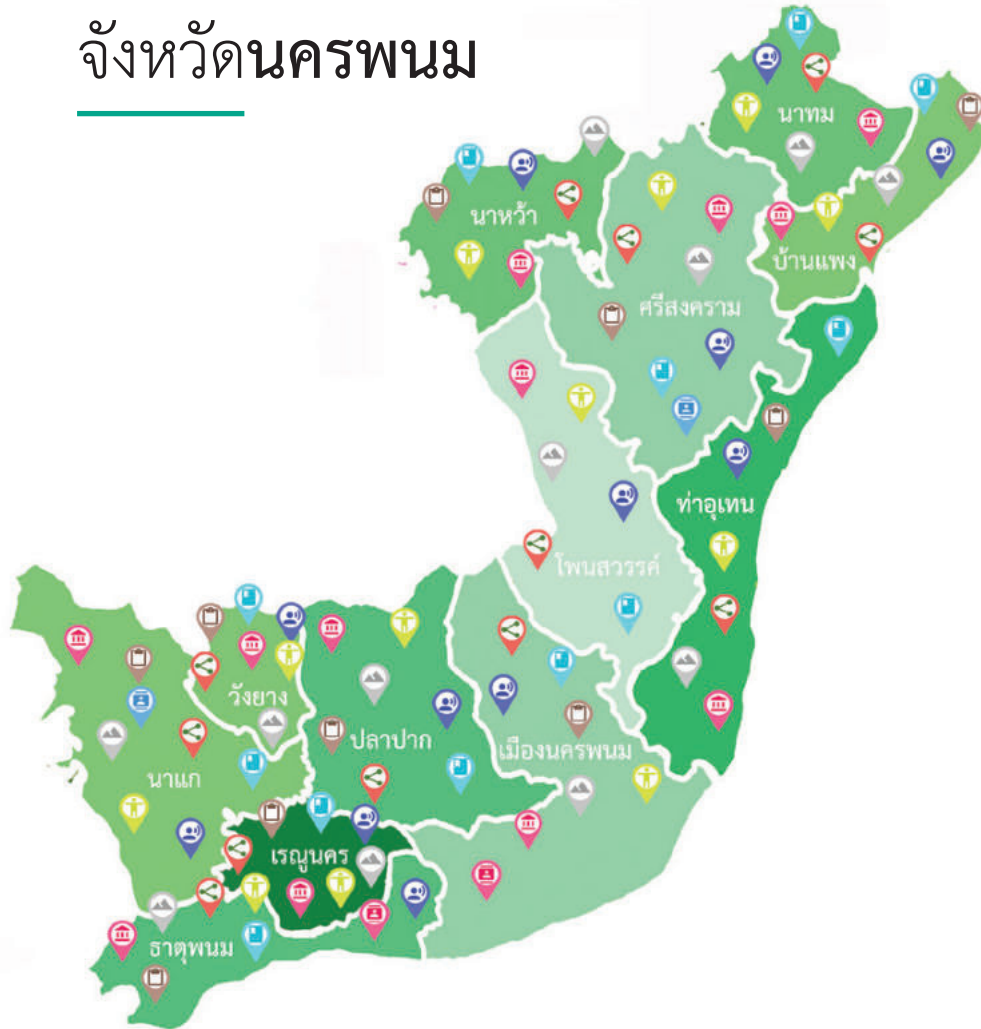 จังหวัดนครพนม
นาทม
นาหว้า
บ้านแพง
ศรีสงคราม
ท่าอุเทน
โพนสวรรค์
วังยาง
ปลาปาก
เมืองนครพนม
นาแก
เรณูนคร
ธาตุพนม